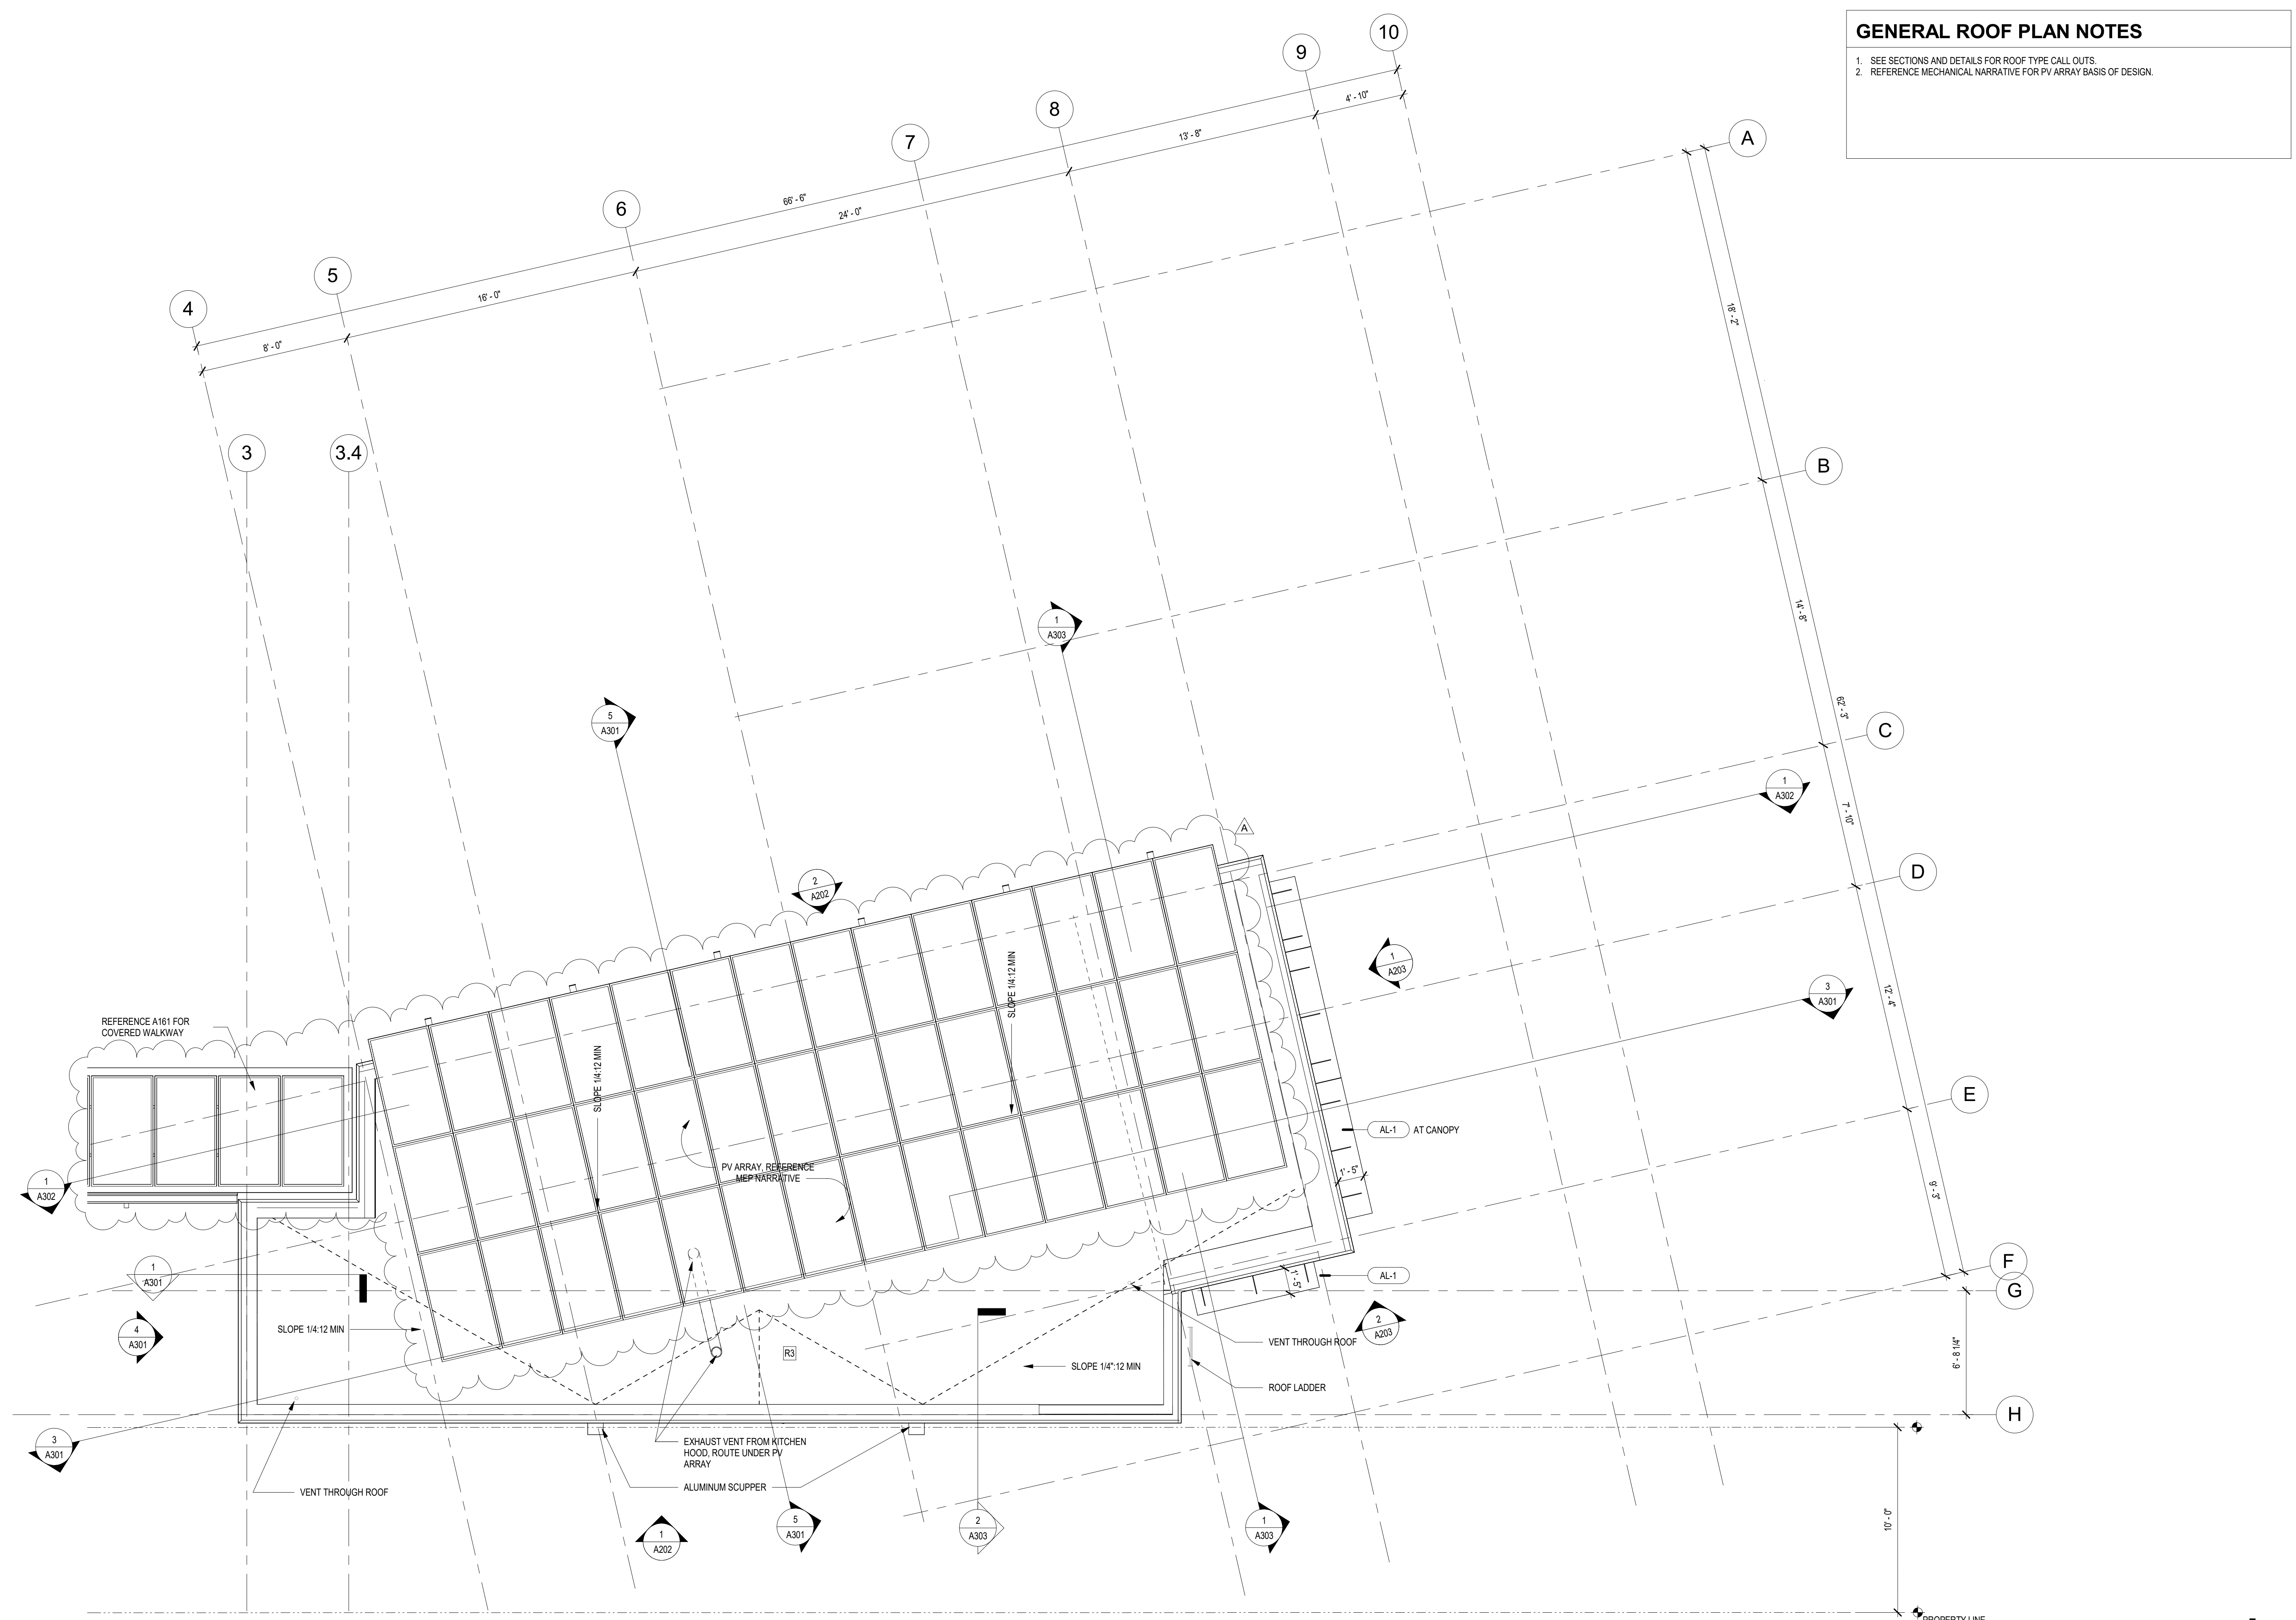 GENERAL ROOF PLAN NOTES
1. SEE SECTIONS AND DETAILS FOR ROOF TYPE CALL OUTS.
2. REFERENCE MECHANICAL NARRATIVE FOR PV ARRAY BASIS OF DESIGN.
10
9
8
7
6
5
4
3
3.4
4' - 10"
13' - 8"
66' - 6"
24' - 0"
16' - 0"
8' - 0"
A
18' - 2"
B
14' - 8"
62' - 3"
C
7' - 10"
D
12' - 4"
E
9' - 3"
F
G
6' - 8 1/4"
H
10' - 0"
1
A303
5
A301
1
A302
A
2
A202
1
A203
3
A301
SLOPE 1/4:12 MIN
SLOPE 1/4:12 MIN
REFERENCE A161 FOR
COVERED WALKWAY
PV ARRAY, REFERENCE
MEP NARRATIVE
AL-1 AT CANOPY
1' - 5"
1
A302
1
A301
4
A301
SLOPE 1/4:12 MIN
R3
1' - 5"
AL-1
2
A203
VENT THROUGH ROOF
SLOPE 1/4":12 MIN
ROOF LADDER
3
A301
EXHAUST VENT FROM KITCHEN
HOOD, ROUTE UNDER PV
ARRAY
ALUMINUM SCUPPER
VENT THROUGH ROOF
1
A202
5
A301
2
A303
1
A303
PROPERTY LINE